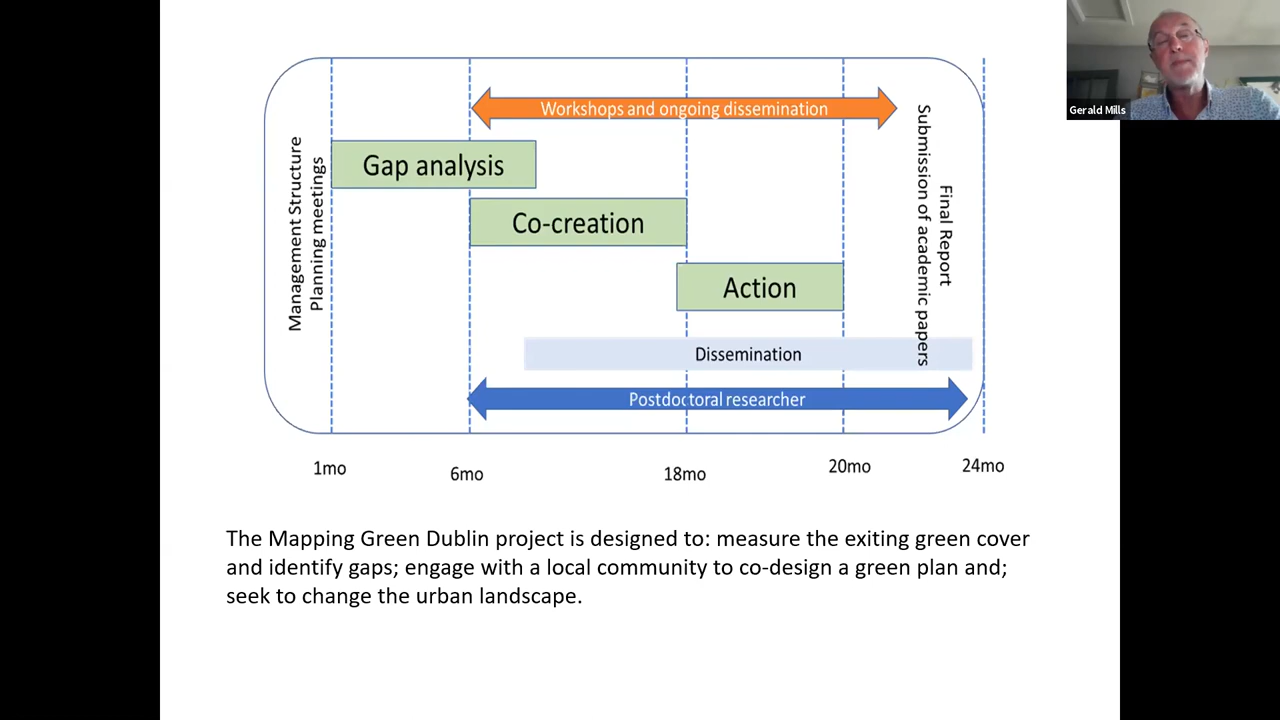 Gerald Mills
Workshops and ongoing dissemination
Management Structure
Planning meetings
Gap analysis
Co-creation
Action
Dissemination
Postdoctoral researcher
Final Report
Submission of academic papers
1mo
6mo
18mo
20mo
24mo
The Mapping Green Dublin project is designed to: measure the exiting green cover
and identify gaps; engage with a local community to co-design a green plan and;
seek to change the urban landscape.